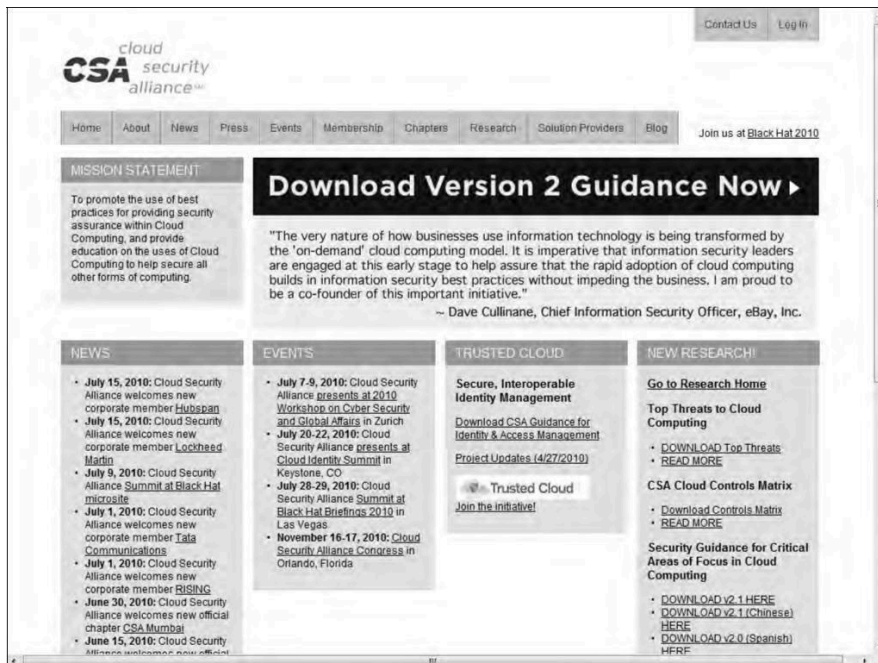 Contact Us Log In
cloud
CSA security
alliance
Home About News Press Events Membership Chapters Research Solution Providers Blog
Join us at Black Hat 2010
MISSION STATEMENT
To promote the use of best
practices for providing security
assurance within Cloud
Computing, and provide
education on the uses of Cloud
Computing to help secure all
other forms of computing.
Download Version 2 Guidance Now
"The very nature of how businesses use information technology is being transformed by
the 'on-demand' cloud computing model. It is imperative that information security leaders
are engaged at this early stage to help assure that the rapid adoption of cloud computing
builds in information security best practices without impeding the business. I am proud to
be a co-founder of this important initiative."
~ Dave Cullinane, Chief Information Security Officer, eBay, Inc.
NEWS
• July 15, 2010: Cloud Security
Alliance welcomes new
corporate member Hubspan
• July 15, 2010: Cloud Security
Alliance welcomes new
corporate member Lockheed
Martin
• July 9, 2010: Cloud Security
Alliance Summit at Black Hat
microsite
• July 1, 2010: Cloud Security
Alliance welcomes new
corporate member Tata
Communications
• July 1, 2010: Cloud Security
Alliance welcomes new
corporate member RISING
• June 30, 2010: Cloud Security
Alliance welcomes new official
chapter CSA Mumbai
• June 15, 2010: Cloud Security
Alliance welcomes new official
EVENTS
• July 7-9, 2010: Cloud Security
Alliance presents at 2010
Workshop on Cyber Security
and Global Affairs in Zurich
• July 20-22, 2010: Cloud
Security Alliance presents at
Cloud Identity Summit in
Keystone, CO
• July 28-29, 2010: Cloud
Security Alliance Summit at
Black Hat Briefings 2010 in
Las Vegas
• November 16-17, 2010: Cloud
Security Alliance Congress in
Orlando, Florida
TRUSTED CLOUD
Secure, Interoperable
Identity Management
Download CSA Guidance for
Identity & Access Management
Project Updates (4/27/2010)
Trusted Cloud
Join the initiative!
NEW RESEARCH!
Go to Research Home
Top Threats to Cloud
Computing
• DOWNLOAD Top Threats
• READ MORE
CSA Cloud Controls Matrix
• Download Controls Matrix
• READ MORE
Security Guidance for Critical
Areas of Focus in Cloud
Computing
• DOWNLOAD v2.1 HERE
• DOWNLOAD v2.1 (Chinese)
HERE
• DOWNLOAD v2.0 (Spanish)
HERE